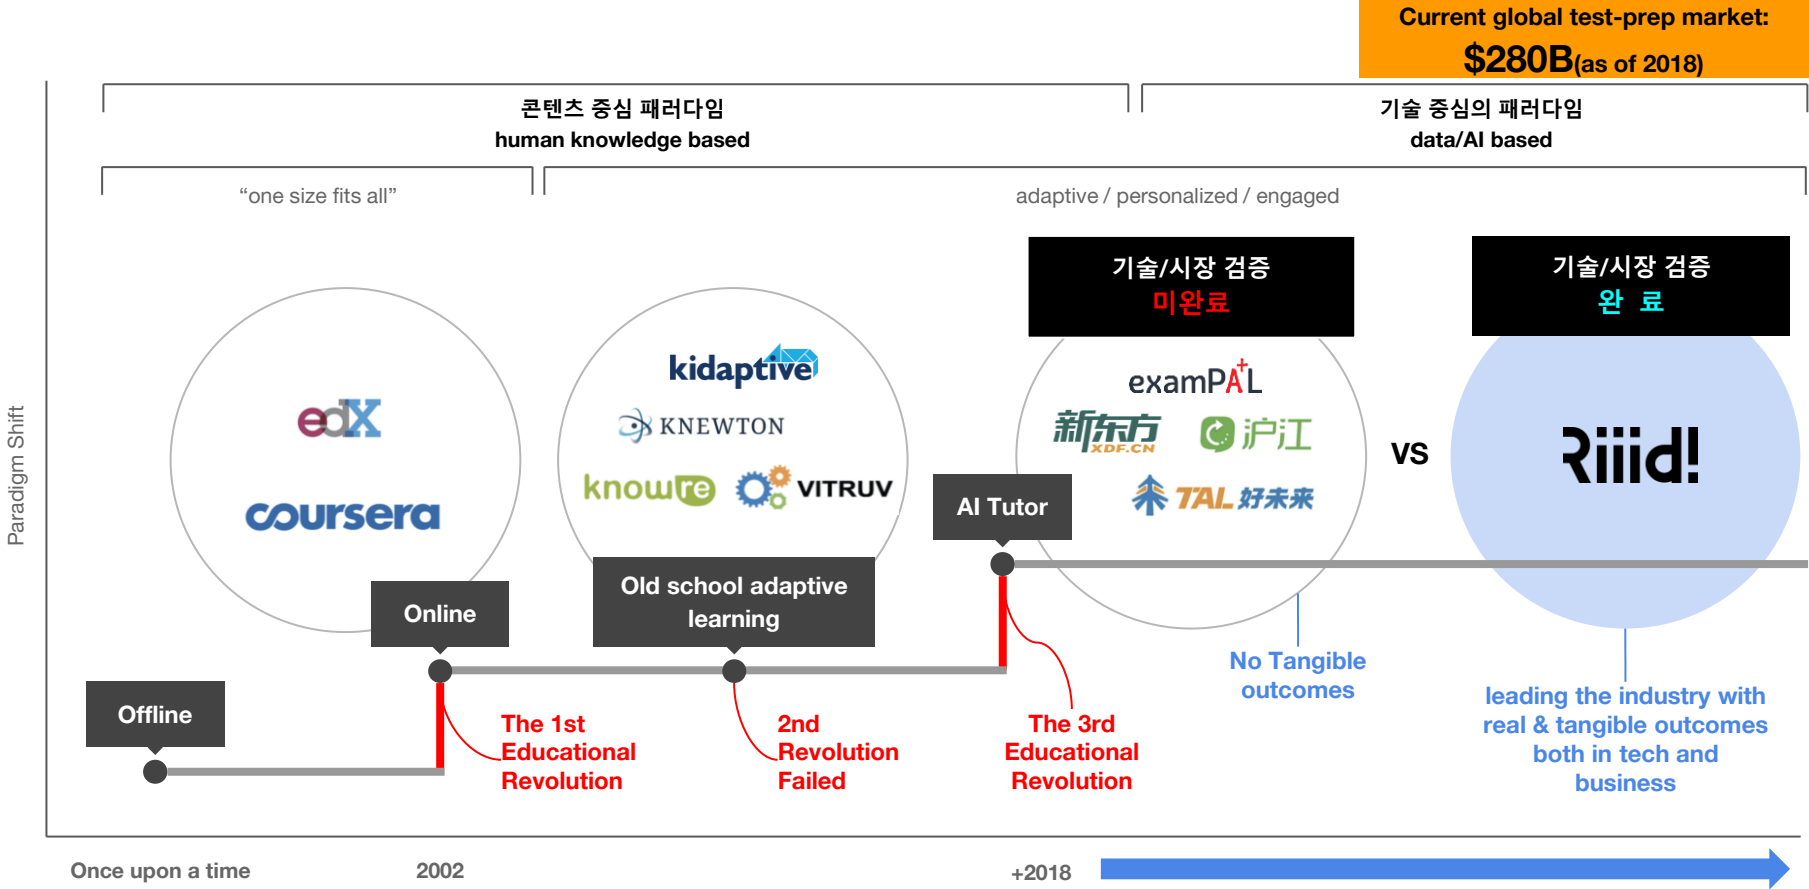 Current global test-prep market:
$280B(as of 2018)
콘텐츠 중심 패러다임
human knowledge based
기술 중심의 패러다임
data/AI based
“one size fits all”
adaptive / personalized / engaged
기술/시장 검증
미완료
기술/시장 검증
완 료
Paradigm Shift
edX
coursera
kidaptive
KNEWTON
knowre
VITRUV
examPA+L
新东方
XDF.CN
沪江
TAL 好未来
vs
Riiid!
AI Tutor
Old school adaptive
learning
Online
Offline
The 1st
Educational
Revolution
2nd
Revolution
Failed
The 3rd
Educational
Revolution
No Tangible
outcomes
leading the industry with
real & tangible outcomes
both in tech and
business
Once upon a time
2002
+2018